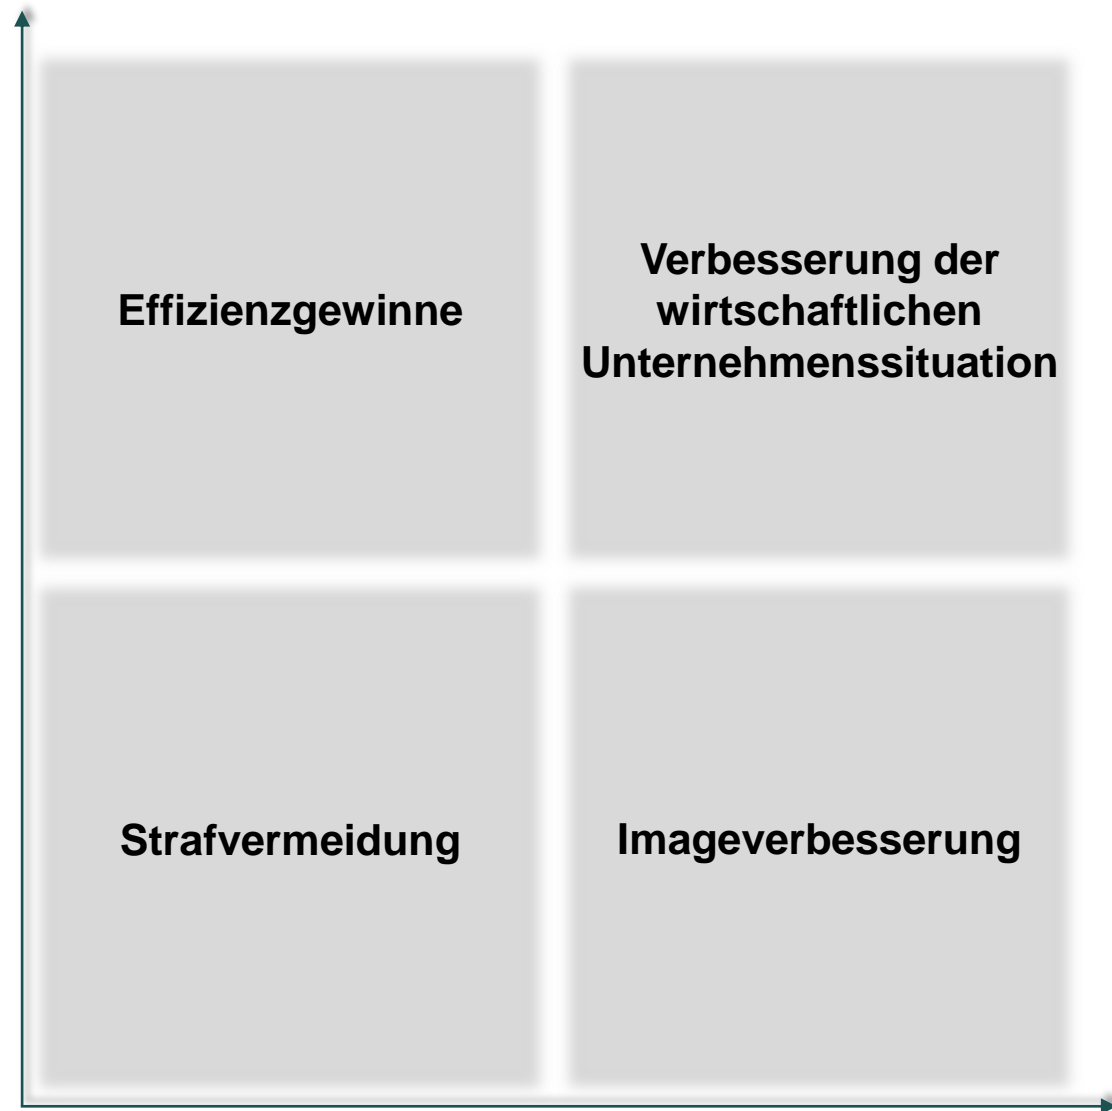 Effizienzgewinne
Verbesserung der
wirtschaftlichen
Unternehmenssituation
Strafvermeidung
Imageverbesserung